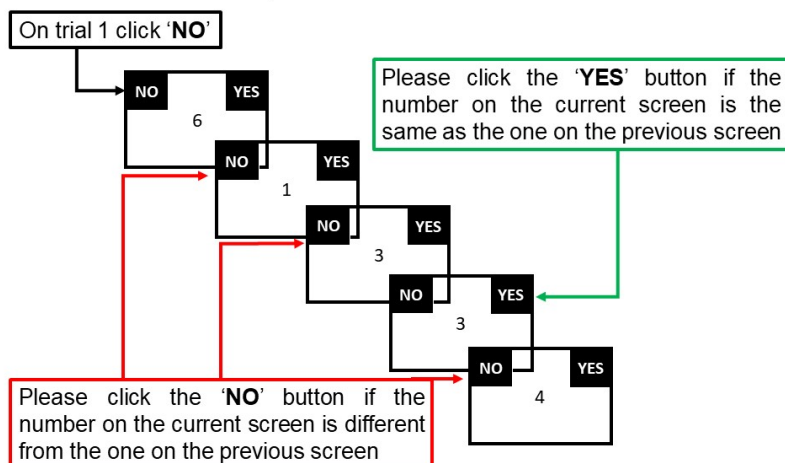 On trial 1 click ‘NO’
Please click the ‘YES’ button if the
number on the current screen is the
same as the one on the previous screen
NO YES
6
NO YES
1
NO YES
3
NO YES
3
NO YES
4
Please click the ‘NO’ button if the
number on the current screen is different
from the one on the previous screen